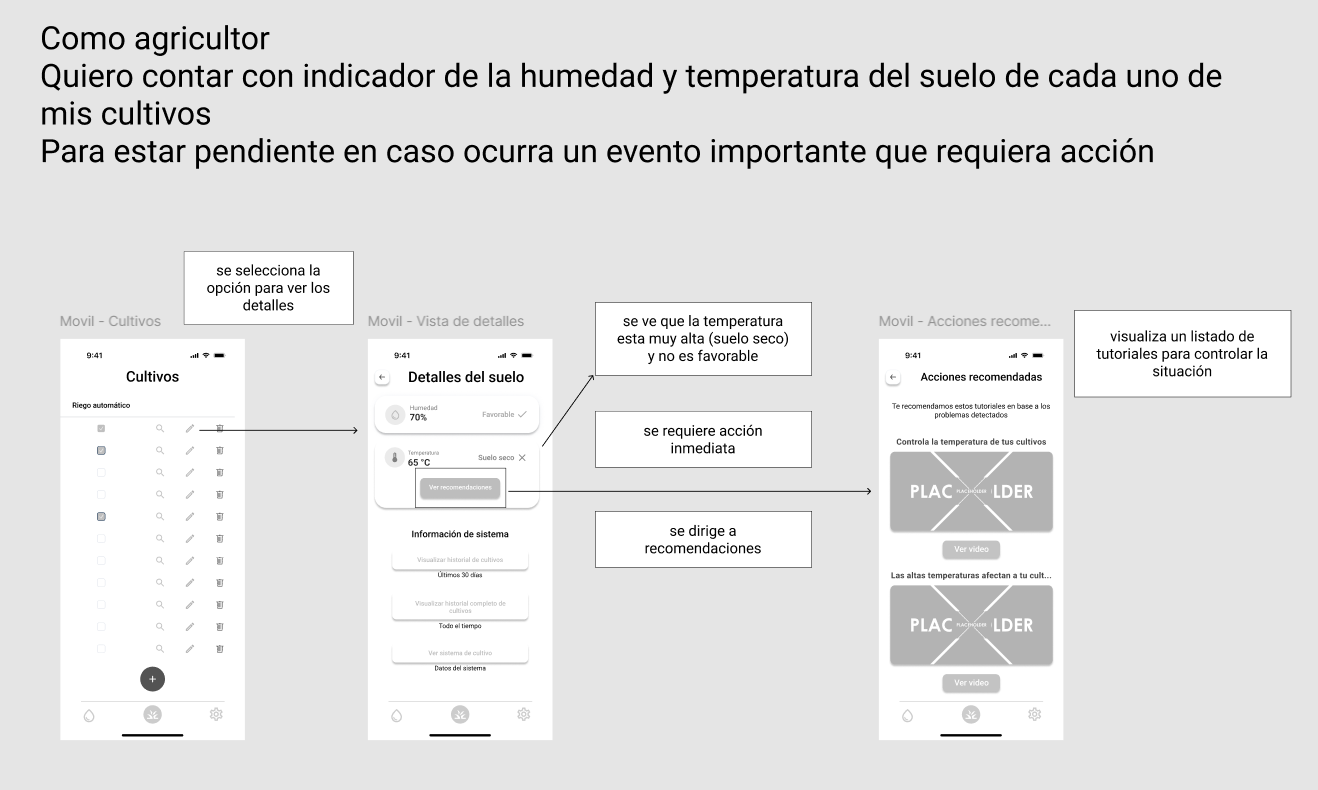 Como agricultor
Quiero contar con indicador de la humedad y temperatura del suelo de cada uno de
mis cultivos
Para estar pendiente en caso ocurra un evento importante que requiera acción
se selecciona la
opción para ver los
detalles
Movil - Cultivos
9:41
Cultivos
Riego automático
Movil - Vista de detalles
9:41
Detalles del suelo
Humedad
70%
Favorable
Temperatura
65 °C
Suelo seco
Ver recomendaciones
Información de sistema
Visualizar historial de cultivos
Últimos 30 días
Visualizar historial completo de
cultivos
Todo el tiempo
Ver sistema de cultivo
Datos del sistema
se ve que la temperatura
esta muy alta (suelo seco)
y no es favorable
se requiere acción
inmediata
se dirige a
recomendaciones
Movil - Acciones recome...
9:41
Acciones recomendadas
Te recomendamos estos tutoriales en base a los
problemas detectados
Controla la temperatura de tus cultivos
PLAC PLACEHOLDER LDER
Ver video
Las altas temperaturas afectan a tu cult...
PLAC PLACEHOLDER LDER
Ver video
visualiza un listado de
tutoriales para controlar la
situación